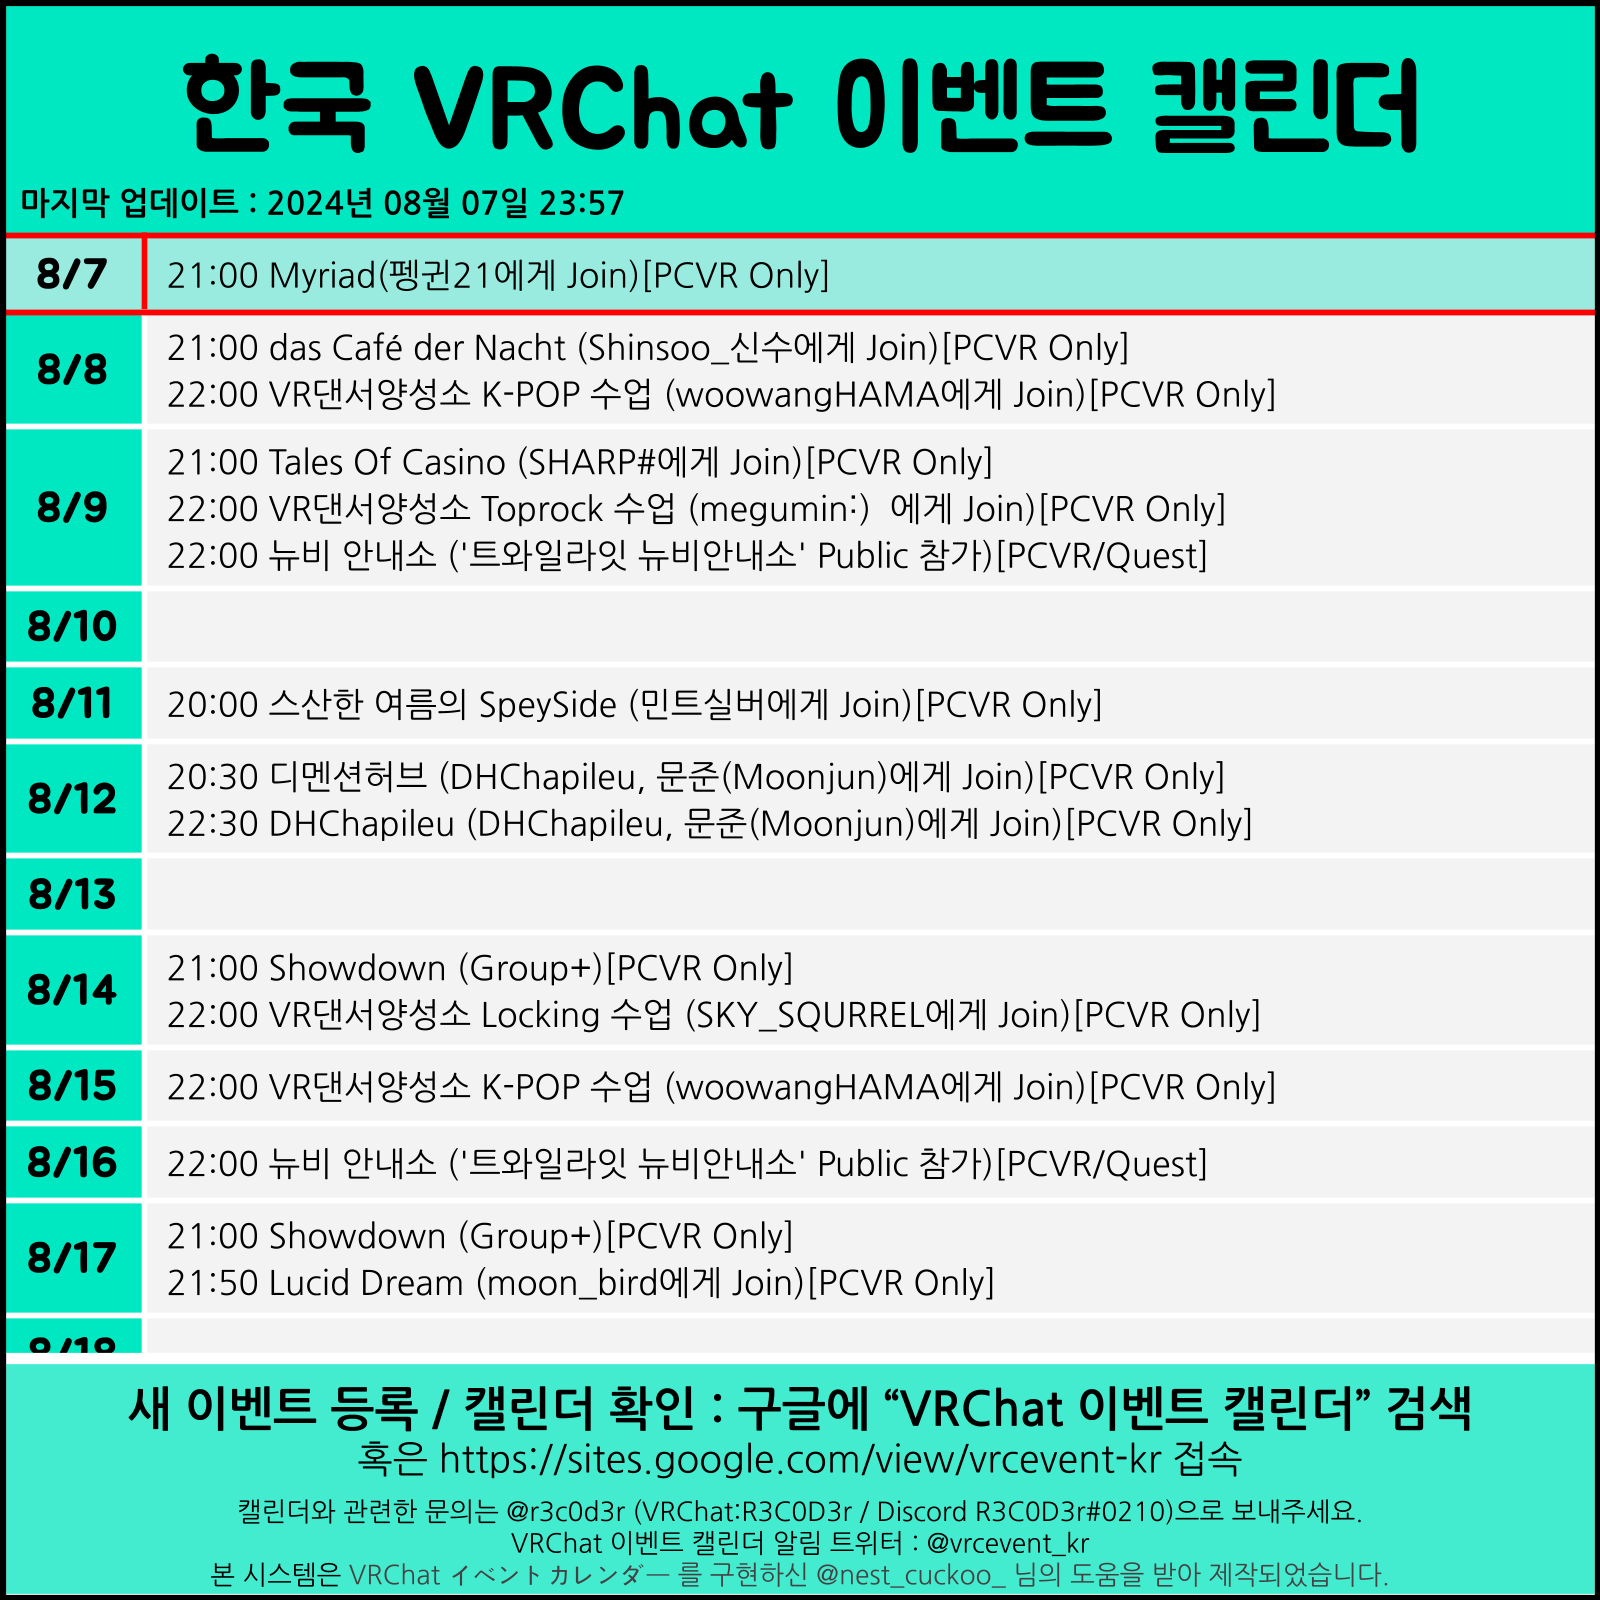 한국 VRChat 이벤트 캘린더
마지막 업데이트 : 2024년 08월 07일 23:57
8/7
21:00 Myriad(펭귄21에게 Join)[PCVR Only]
8/8
21:00 das Café der Nacht (Shinsoo_신수에게 Join)[PCVR Only]
22:00 VR댄서양성소 K-POP 수업 (woowangHAMA에게 Join)[PCVR Only]
8/9
21:00 Tales Of Casino (SHARP#에게 Join)[PCVR Only]
22:00 VR댄서양성소 Toprock 수업 (megumin:)  에게 Join)[PCVR Only]
22:00 뉴비 안내소 ('트와일라잇 뉴비안내소' Public 참가)[PCVR/Quest]
8/10
8/11
20:00 스산한 여름의 SpeySide (민트실버에게 Join)[PCVR Only]
8/12
20:30 디멘션허브 (DHChapileu, 문준(Moonjun)에게 Join)[PCVR Only]
22:30 DHChapileu (DHChapileu, 문준(Moonjun)에게 Join)[PCVR Only]
8/13
8/14
21:00 Showdown (Group+)[PCVR Only]
22:00 VR댄서양성소 Locking 수업 (SKY_SQURREL에게 Join)[PCVR Only]
8/15
22:00 VR댄서양성소 K-POP 수업 (woowangHAMA에게 Join)[PCVR Only]
8/16
22:00 뉴비 안내소 ('트와일라잇 뉴비안내소' Public 참가)[PCVR/Quest]
8/17
21:00 Showdown (Group+)[PCVR Only]
21:50 Lucid Dream (moon_bird에게 Join)[PCVR Only]
8/18
새 이벤트 등록 / 캘린더 확인 : 구글에 “VRChat 이벤트 캘린더” 검색
혹은 https://sites.google.com/view/vrcevent-kr 접속
캘린더와 관련한 문의는 @r3c0d3r (VRChat:R3C0D3r / Discord R3C0D3r#0210)으로 보내주세요.
VRChat 이벤트 캘린더 알림 트위터 : @vrcevent_kr
본 시스템은 VRChat イベントカレンダー 를 구현하신 @nest_cuckoo_ 님의 도움을 받아 제작되었습니다.